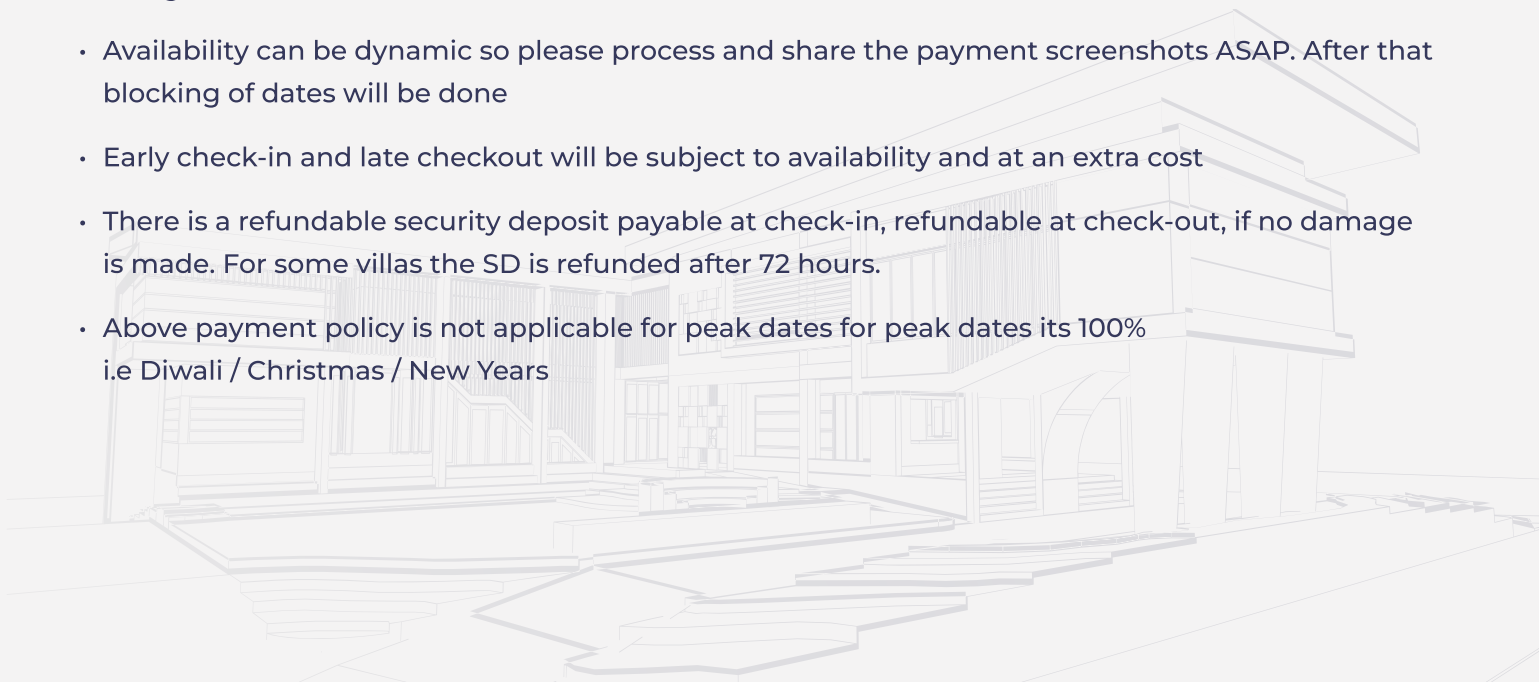 • Availability can be dynamic so please process and share the payment screenshots ASAP. After that
blocking of dates will be done
• Early check-in and late checkout will be subject to availability and at an extra cost
• There is a refundable security deposit payable at check-in, refundable at check-out, if no damage
is made. For some villas the SD is refunded after 72 hours.
• Above payment policy is not applicable for peak dates for peak dates its 100%
i.e Diwali / Christmas / New Years